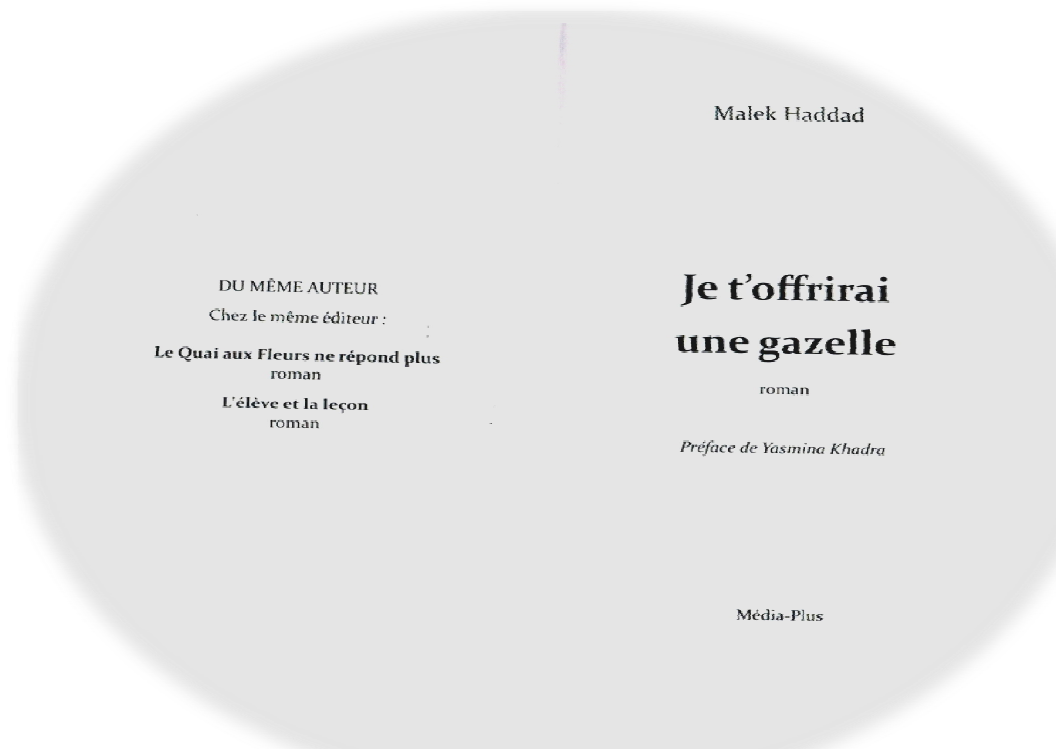 DU MÊME AUTEUR
Chez le même éditeur :
Le Quai aux Fleurs ne répond plus
roman
L'élève et la leçon
roman
Malek Haddad
Je t'offrirai
une gazelle
roman
Préface de Yasmina Khadra
Média-Plus